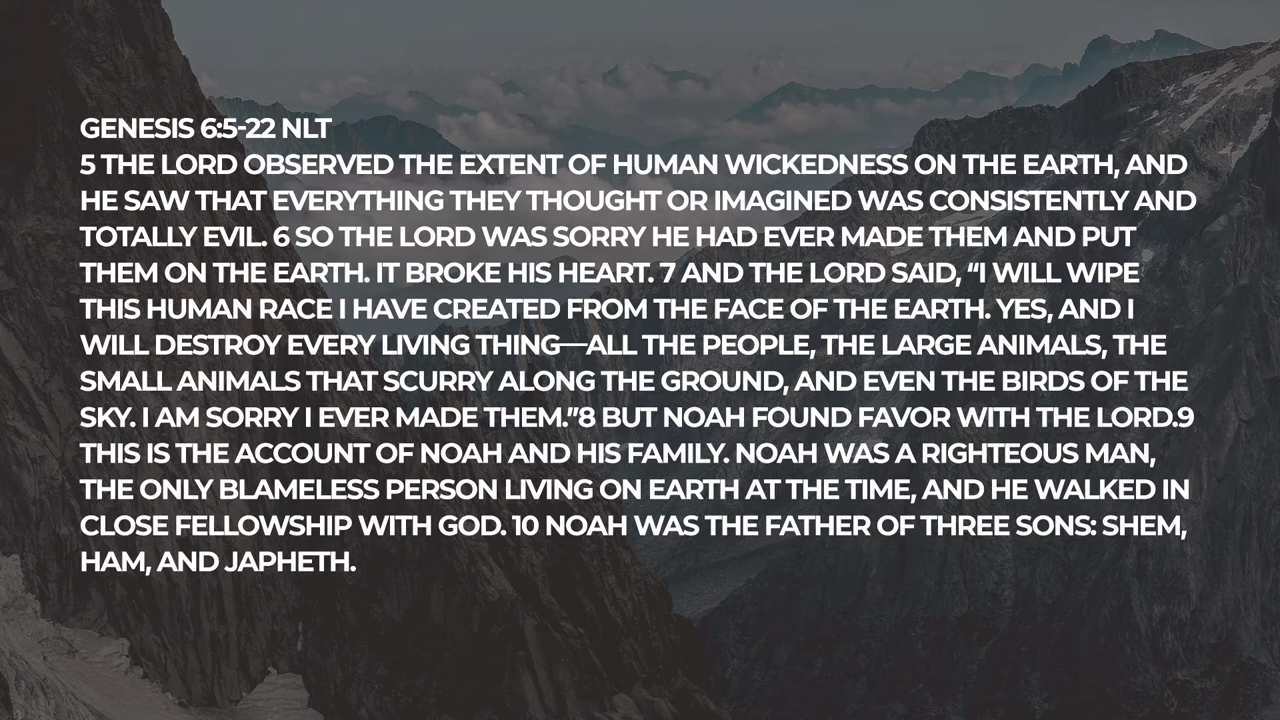 GENESIS 6:5-22 NLT
5 THE LORD OBSERVED THE EXTENT OF HUMAN WICKEDNESS ON THE EARTH, AND
HE SAW THAT EVERYTHING THEY THOUGHT OR IMAGINED WAS CONSISTENTLY AND
TOTALLY EVIL. 6 SO THE LORD WAS SORRY HE HAD EVER MADE THEM AND PUT
THEM ON THE EARTH. IT BROKE HIS HEART. 7 AND THE LORD SAID, “I WILL WIPE
THIS HUMAN RACE I HAVE CREATED FROM THE FACE OF THE EARTH. YES, AND I
WILL DESTROY EVERY LIVING THING—ALL THE PEOPLE, THE LARGE ANIMALS, THE
SMALL ANIMALS THAT SCURRY ALONG THE GROUND, AND EVEN THE BIRDS OF THE
SKY. I AM SORRY I EVER MADE THEM.”8 BUT NOAH FOUND FAVOR WITH THE LORD.9
THIS IS THE ACCOUNT OF NOAH AND HIS FAMILY. NOAH WAS A RIGHTEOUS MAN,
THE ONLY BLAMELESS PERSON LIVING ON EARTH AT THE TIME, AND HE WALKED IN
CLOSE FELLOWSHIP WITH GOD. 10 NOAH WAS THE FATHER OF THREE SONS: SHEM,
HAM, AND JAPHETH.